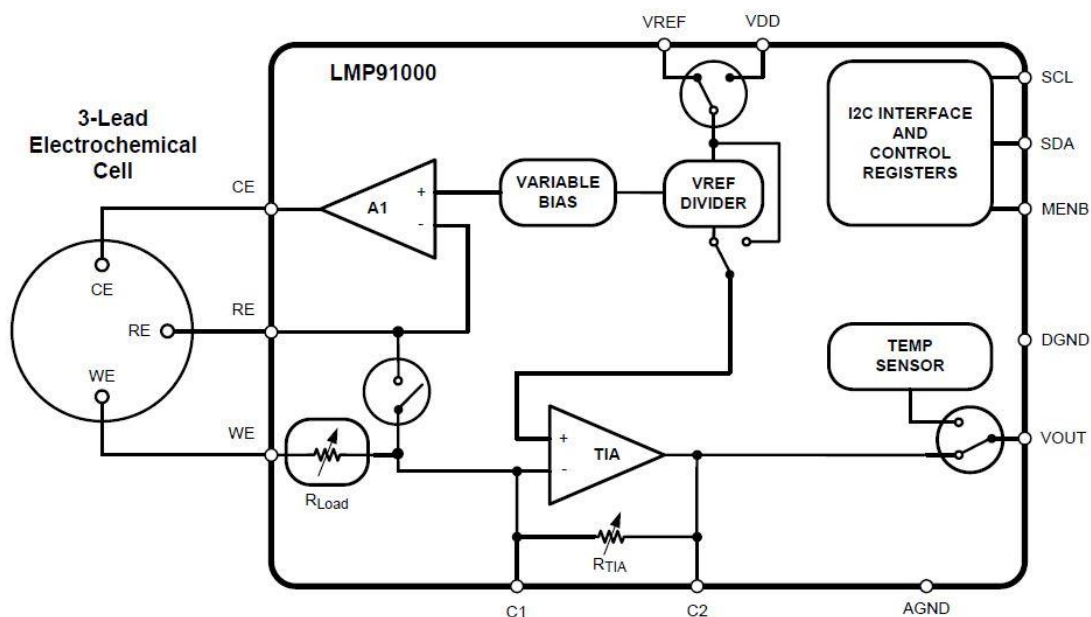 VREF
VDD
LMP91000
3-Lead
Electrochemical
Cell
I2C INTERFACE
AND
CONTROL
REGISTERS
SCL
SDA
MENB
CE
A1
+
-
VARIABLE
BIAS
VREF
DIVIDER
CE
RE
RE
WE
WE
RLoad
TEMP
SENSOR
DGND
VOUT
+
-
TIA
RTIA
C1
C2
AGND